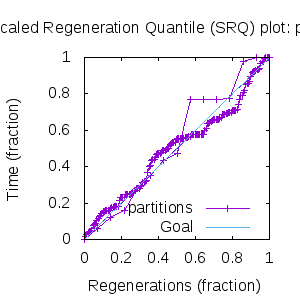 caled Regeneration Quantile (SRQ) plot: p
1
0.8
0.6
0.4
0.2
0
Time (fraction)
partitions
Goal
0 0.2 0.4 0.6 0.8 1
Regenerations (fraction)